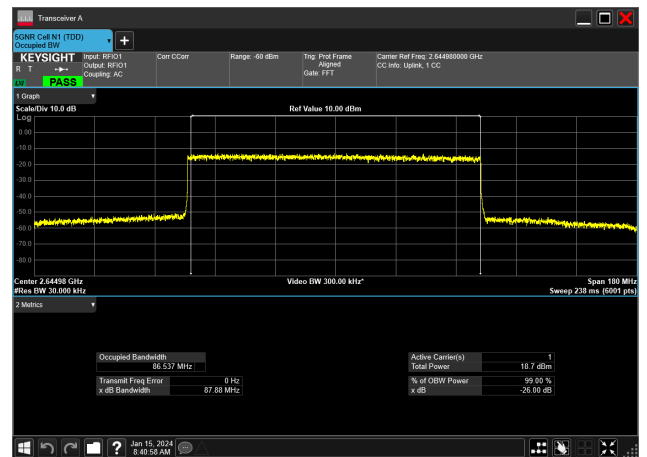 Transceiver A
5GNR Cell N1 (TDD)
Occupied BW
KEYSIGHT
R T
LW
PASS
Input: RFIO1
Output: RFIO1
Coupling: AC
Corr CCorr
Range: -60 dBm
Trig: Prot Frame
Aligned
Gate: FFT
Carrier Ref Freq: 2.644980000 GHz
CC Info: Uplink, 1 CC
1 Graph
Scale/Div 10.0 dB
Ref Value 10.00 dBm
Log
0.00
-10.0
-20.0
-30.0
-40.0
-50.0
-60.0
-70.0
-80.0
Center 2.64498 GHz
Video BW 300.00 kHz*
Span 180 MHz
#Res BW 30.000 kHz
Sweep 238 ms (6001 pts)
2 Metrics
Occupied Bandwidth
86.537 MHz
Transmit Freq Error 0 Hz
x dB Bandwidth 87.88 MHz
Active Carrier(s) 1
Total Power 18.7 dBm
% of OBW Power 99.00 %
x dB -26.00 dB
?
Jan 15, 2024
8:40:58 AM